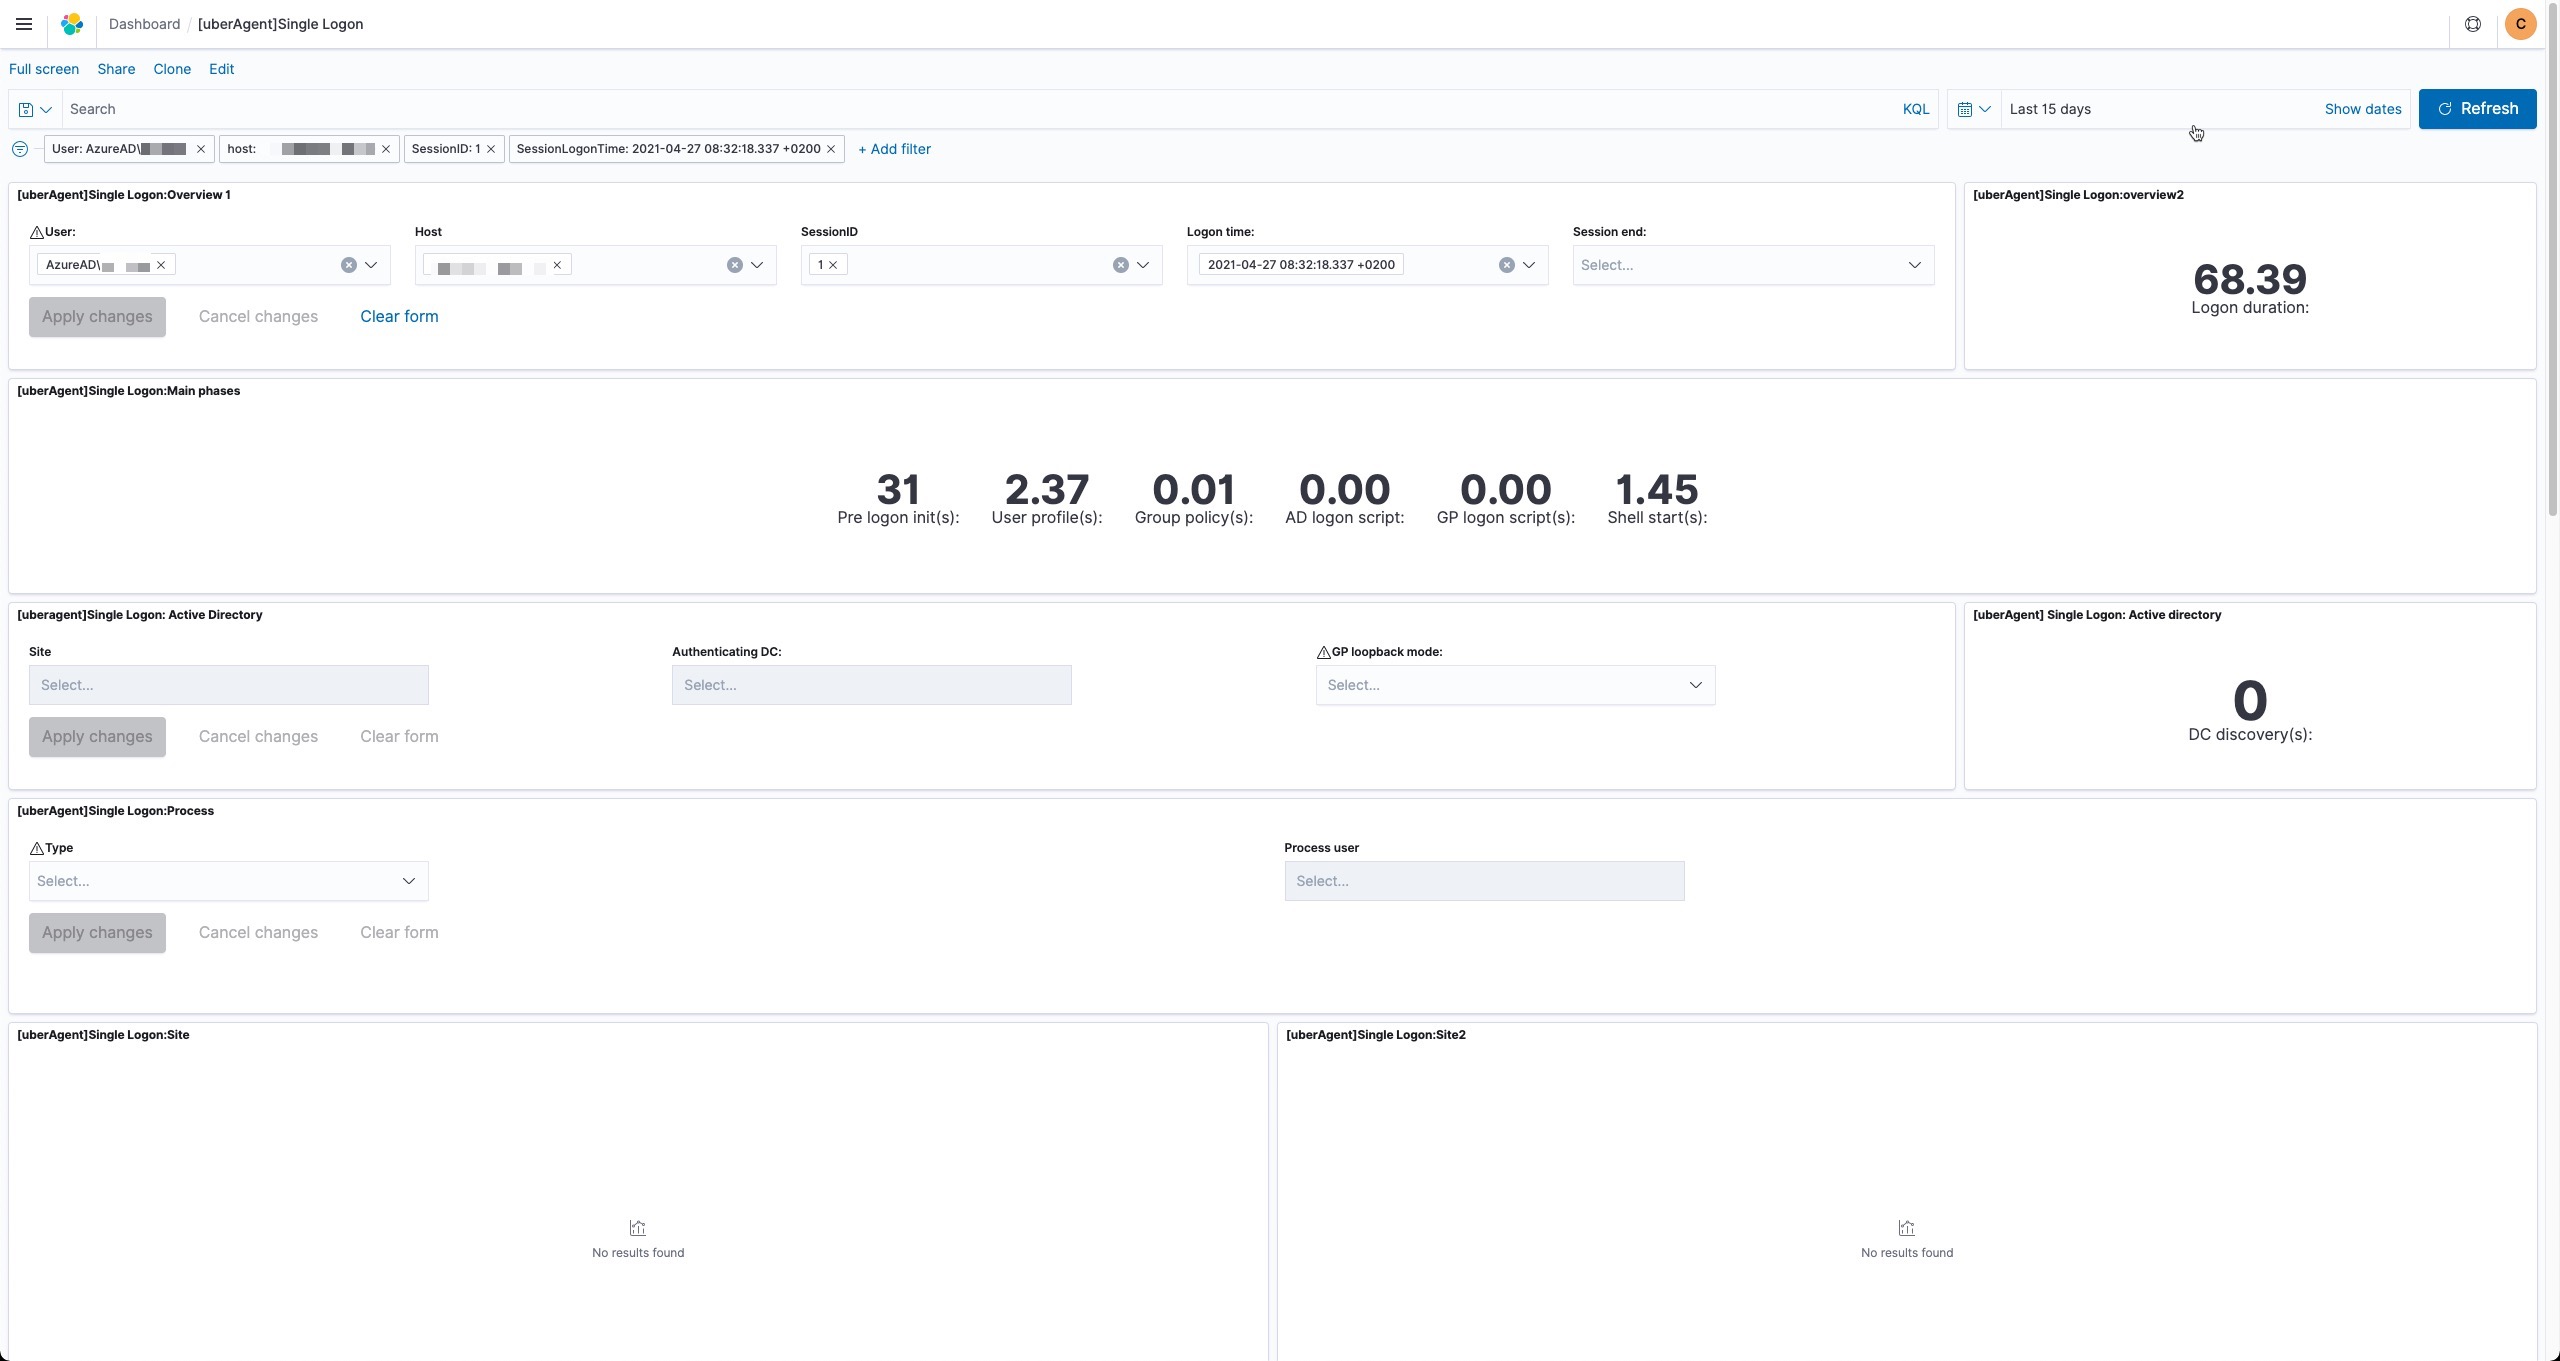 Dashboard / [uberAgent]Single Logon
C
Full screen Share Clone Edit
Search KQL Last 15 days Show dates Refresh
User: AzureAD\ × host: × SessionID: 1 × SessionLogonTime: 2021-04-27 08:32:18.337 +0200 × + Add filter
[uberAgent]Single Logon:Overview 1
User: Host SessionID Logon time: Session end:
AzureAD\ × × 1 × 2021-04-27 08:32:18.337 +0200 Select...
Apply changes Cancel changes Clear form
[uberAgent]Single Logon:overview2
68.39
Logon duration:
[uberAgent]Single Logon:Main phases
31 2.37 0.01 0.00 0.00 1.45
Pre logon init(s): User profile(s): Group policy(s): AD logon script: GP logon script(s): Shell start(s):
[uberagent]Single Logon: Active Directory
Site Authenticating DC: GP loopback mode:
Select... Select... Select...
Apply changes Cancel changes Clear form
[uberAgent] Single Logon: Active directory
0
DC discovery(s):
[uberAgent]Single Logon:Process
Type Process user
Select... Select...
Apply changes Cancel changes Clear form
[uberAgent]Single Logon:Site
No results found
[uberAgent]Single Logon:Site2
No results found